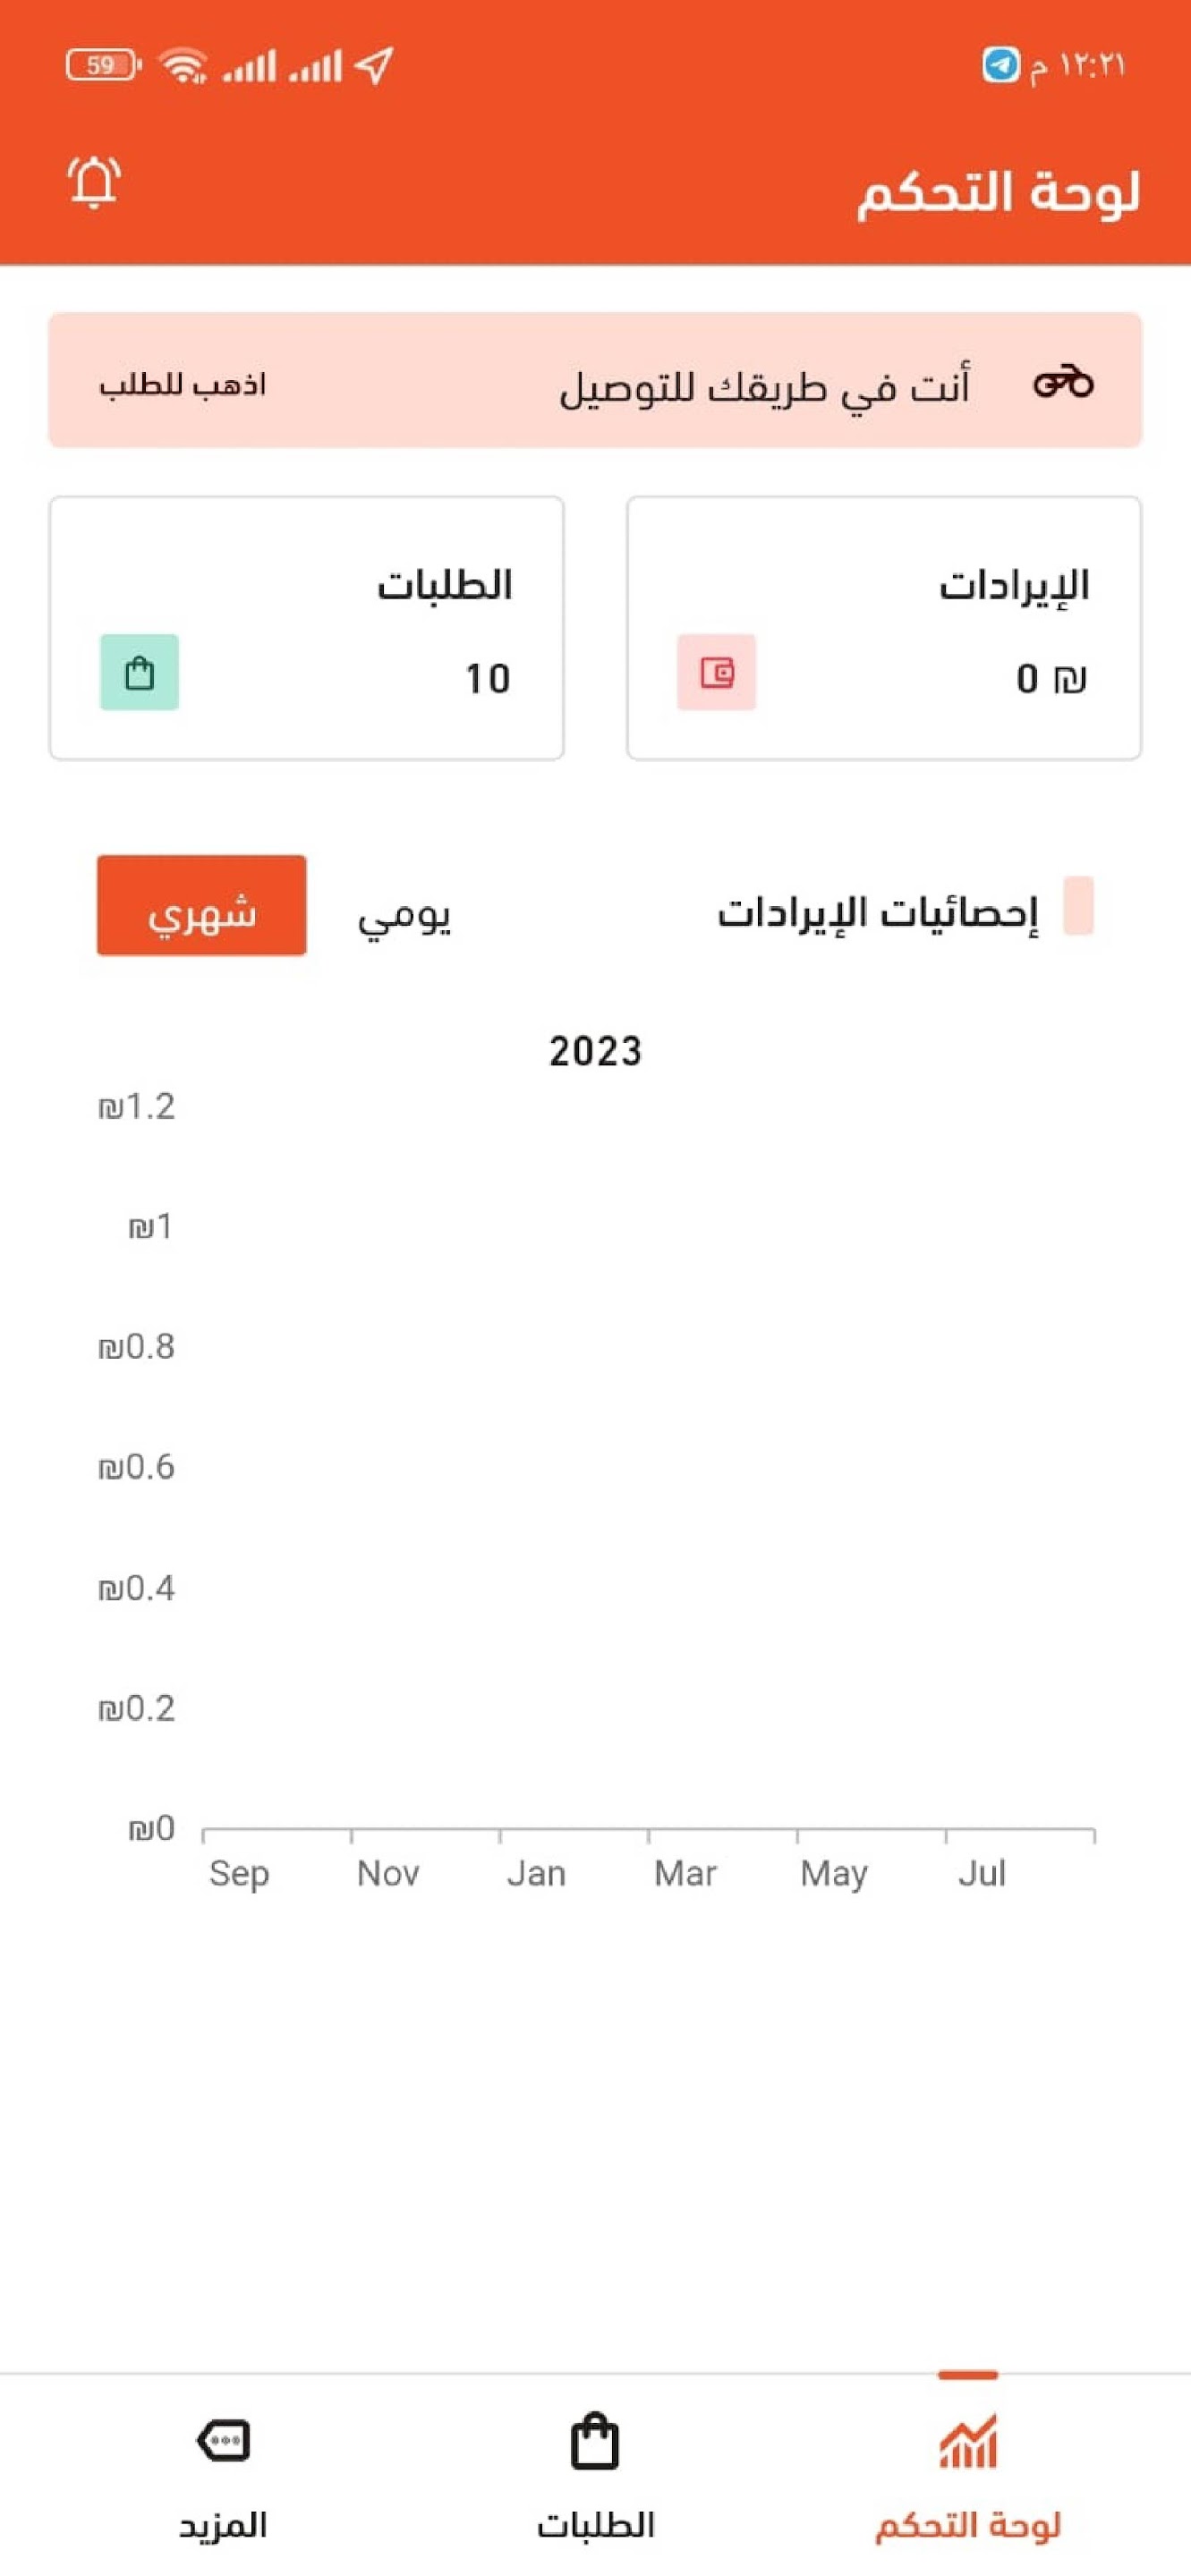 ١٢:٢١ م
59
لوحة التحكم
أنت في طريقك للتوصيل
اذهب للطلب
الإيرادات
الطلبات
₪ 0
10
إحصائيات الإيرادات
يومي
شهري
2023
₪1.2
₪1
₪0.8
₪0.6
₪0.4
₪0.2
₪0
Sep Nov Jan Mar May Jul
لوحة التحكم
الطلبات
المزيد